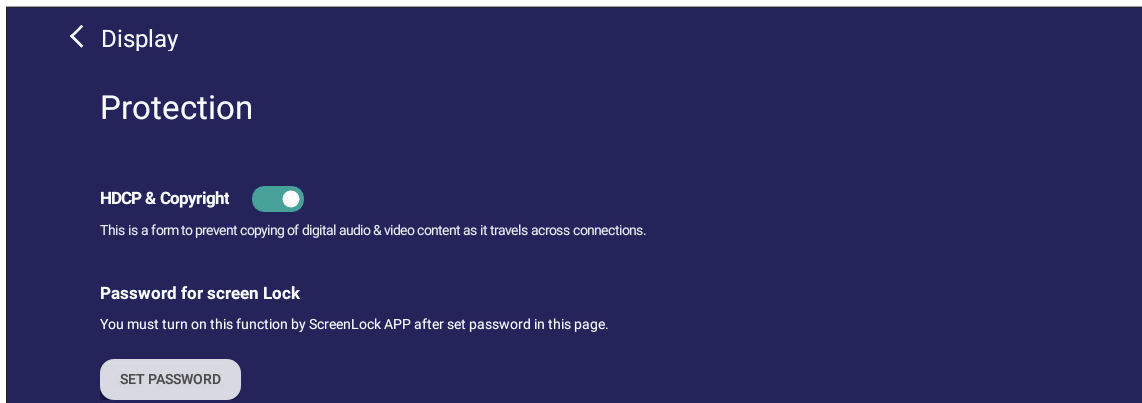 Display
Protection
HDCP & Copyright
This is a form to prevent copying of digital audio & video content as it travels across connections.
Password for screen Lock
You must turn on this function by ScreenLock APP after set password in this page.
SET PASSWORD